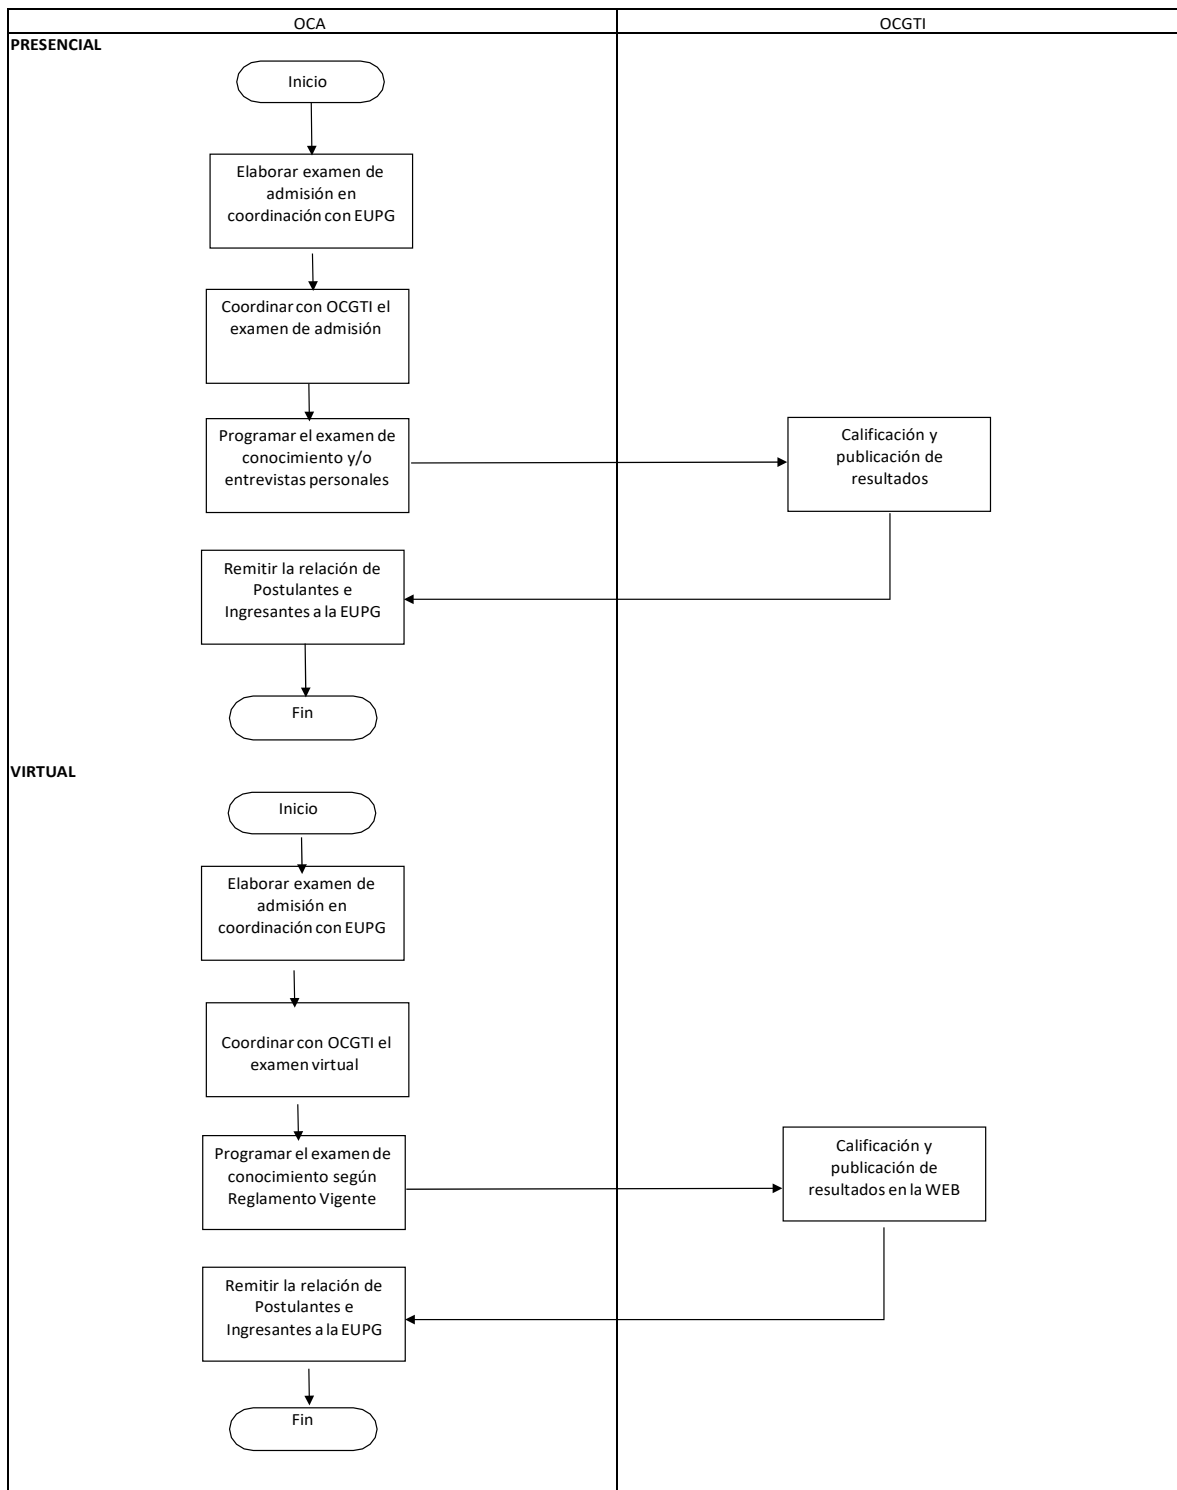 OCA
OCGTI
PRESENCIAL
Inicio
Elaborar examen de
admisión en
coordinación con EUPG
Coordinar con OCGTI el
examen de admisión
Programar el examen de
conocimiento y/o
entrevistas personales
Calificación y
publicación de
resultados
Remitir la relación de
Postulantes e
Ingresantes a la EUPG
Fin
VIRTUAL
Inicio
Elaborar examen de
admisión en
coordinación con EUPG
Coordinar con OCGTI el
examen virtual
Programar el examen de
conocimiento según
Reglamento Vigente
Calificación y
publicación de
resultados en la WEB
Remitir la relación de
Postulantes e
Ingresantes a la EUPG
Fin